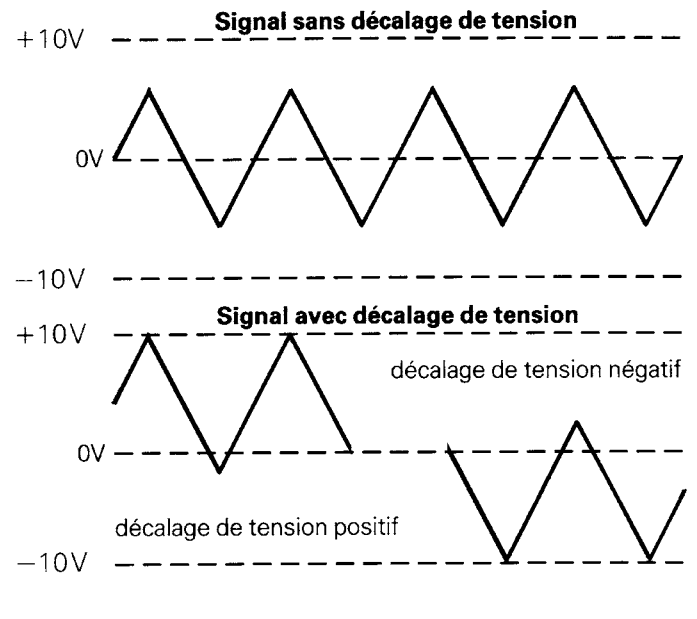 Signal sans décalage de tension
+10V
0V
−10V
Signal avec décalage de tension
+10V
décalage de tension négatif
0V
décalage de tension positif
−10V